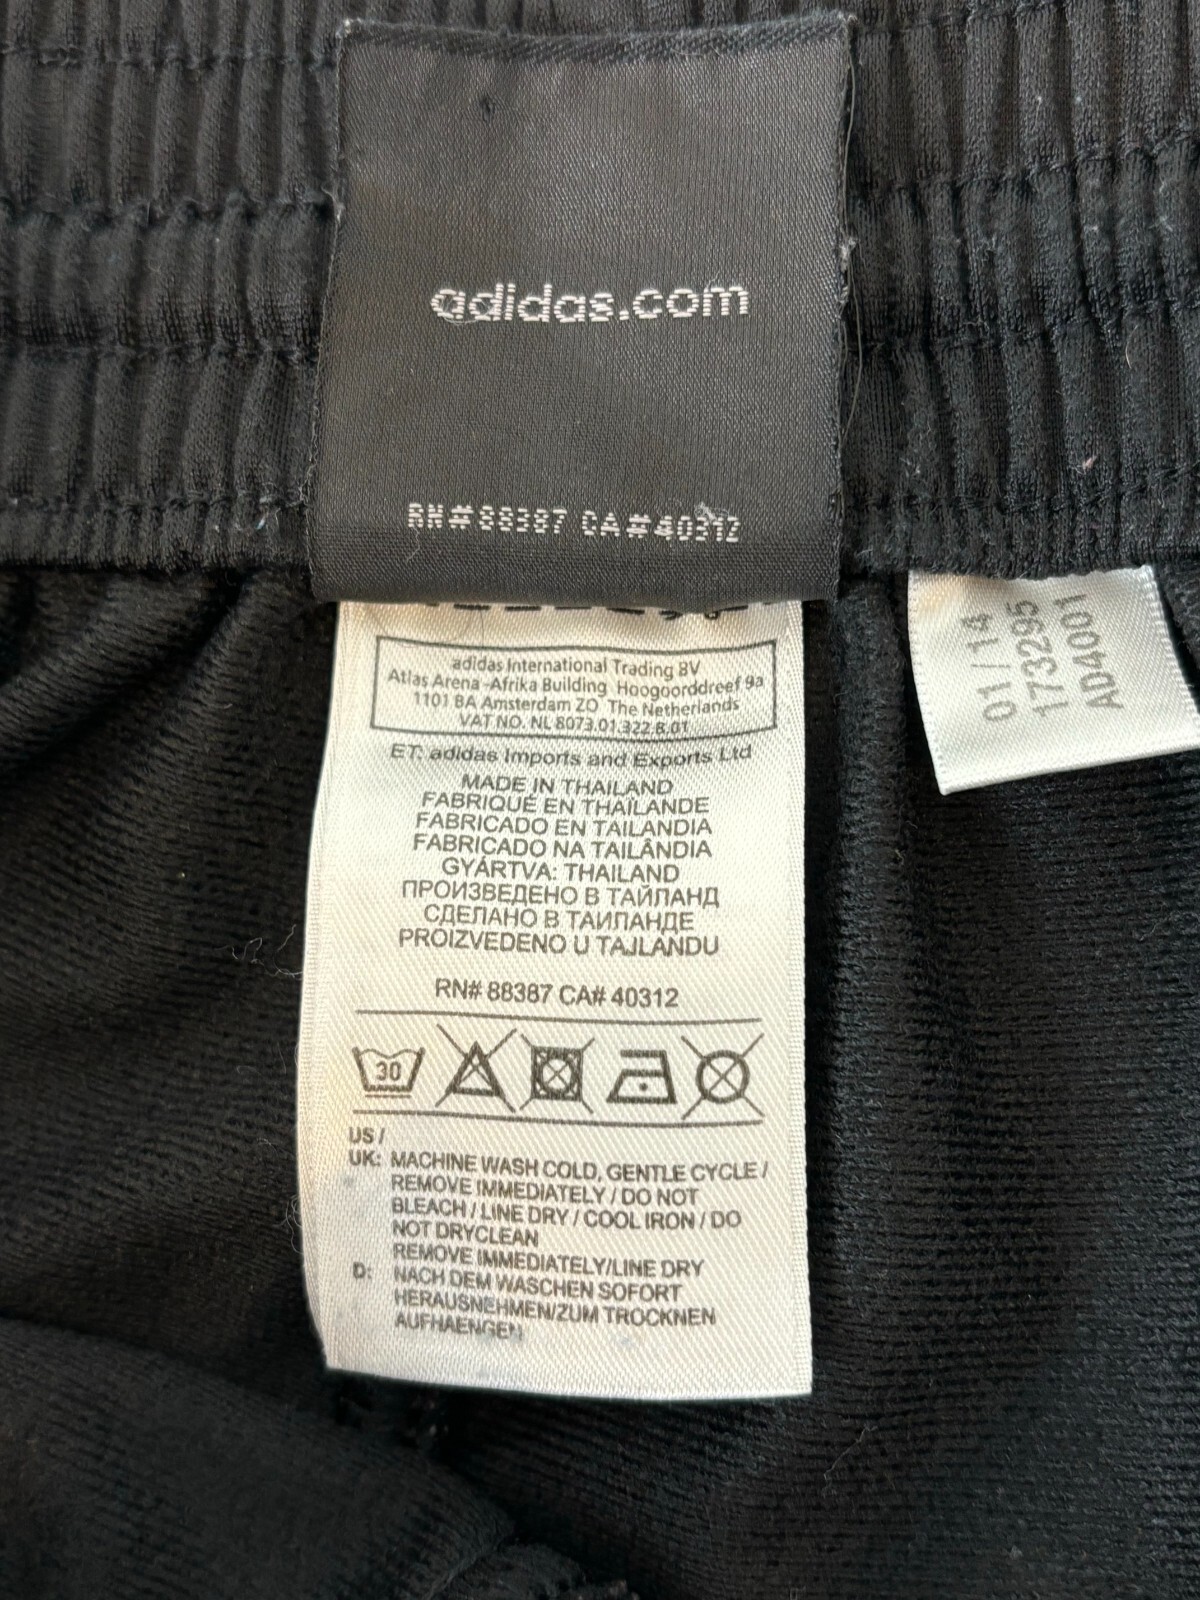 adidas.com
RN#88387 CA#40312
adidas International Trading BV
Atlas Arena-Afrika Building Hoogoorddreef 9a
1101 BA Amsterdam ZO The Netherlands
VAT NO. NL 8073.01.322.B.01
ET: adidas Imports and Exports Ltd
MADE IN THAILAND
FABRIQUÉ EN THAÏLANDE
FABRICADO EN TAILANDIA
FABRICADO NA TAILÂNDIA
GYÁRTVA: THAILAND
ПРОИЗВЕДЕНО В ТАЙЛАНД
СДЕЛАНО В ТАИЛАНДЕ
PROIZVEDENO U TAJLANDU
RN# 88387 CA# 40312
30
US /
UK: MACHINE WASH COLD, GENTLE CYCLE /
REMOVE IMMEDIATELY / DO NOT
BLEACH / LINE DRY / COOL IRON / DO
NOT DRYCLEAN
REMOVE IMMEDIATELY/LINE DRY
D: NACH DEM WASCHEN SOFORT
HERAUSNEHMEN/ZUM TROCKNEN
AUFHAENGEN
01/14
173295
AD4001